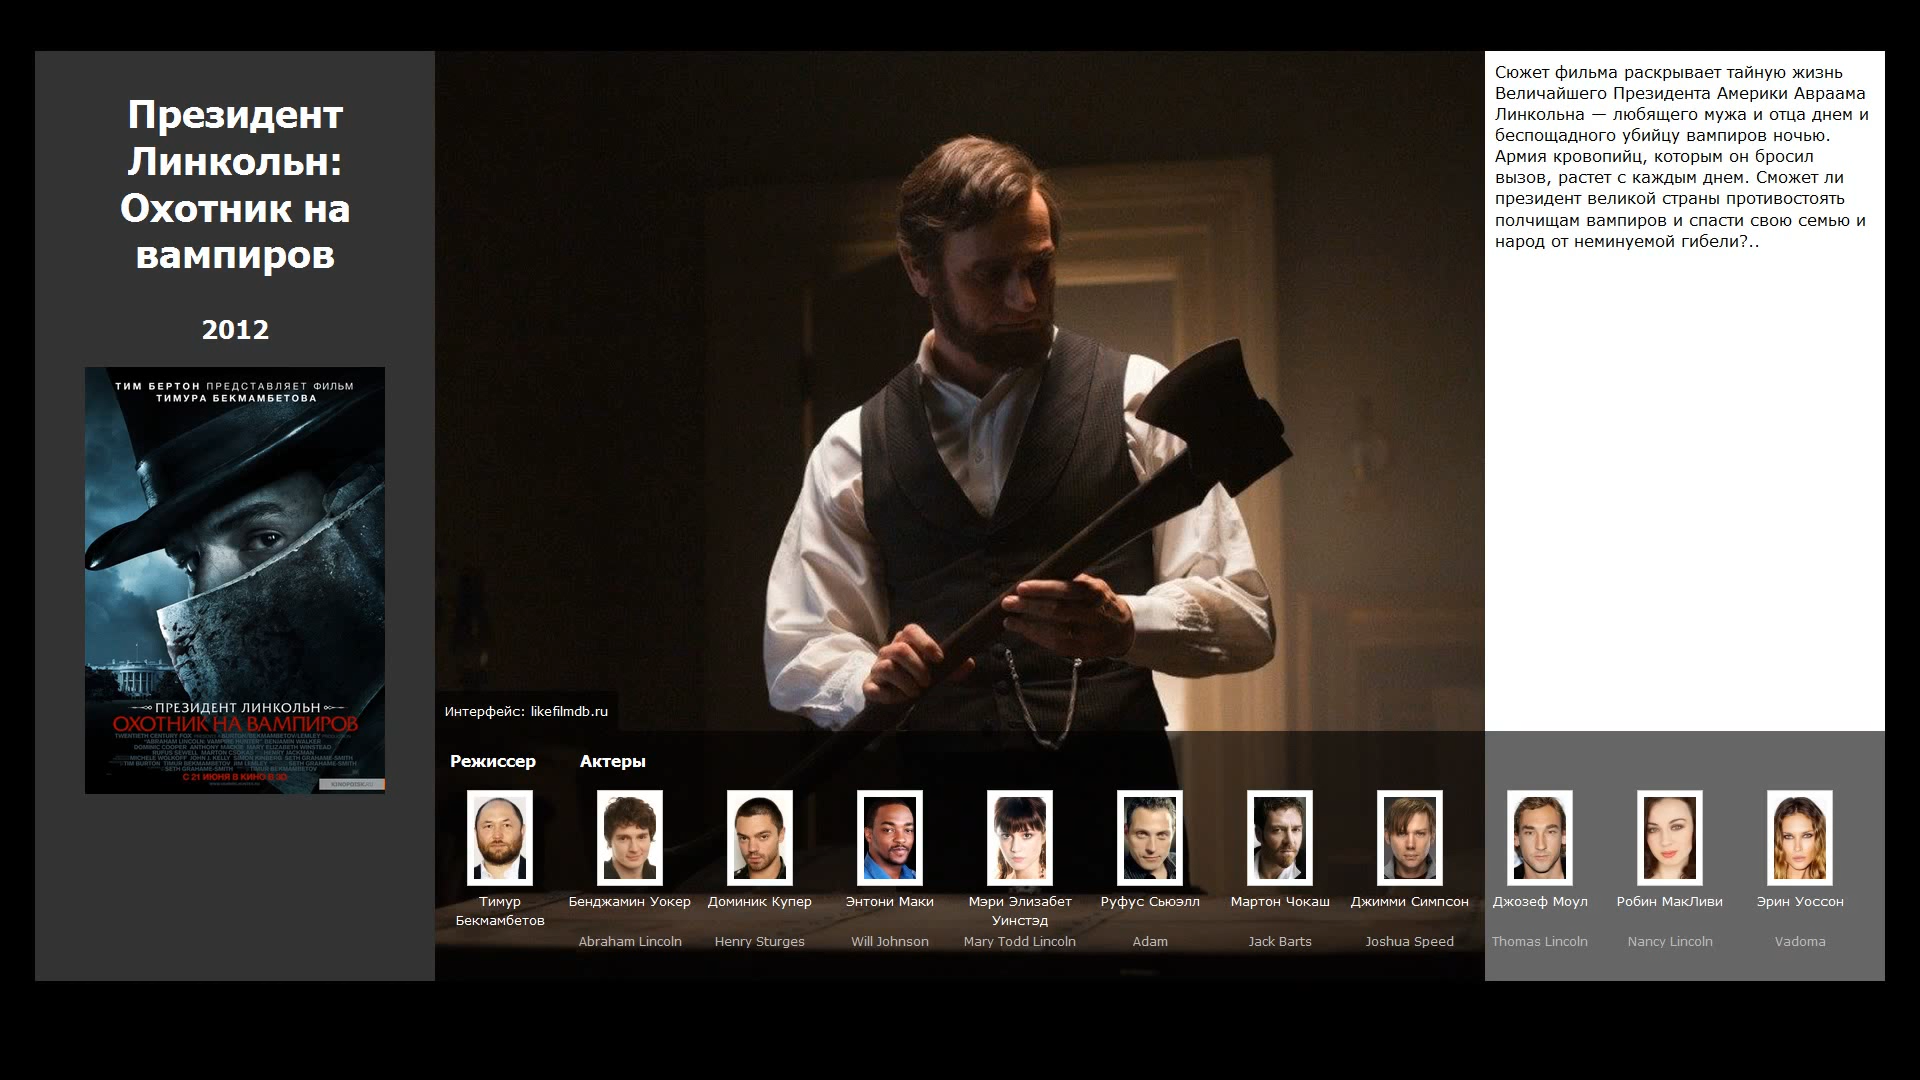 Президент
Линкольн:
Охотник на
вампиров
2012
ТИМ БЕРТОН ПРЕДСТАВЛЯЕТ ФИЛЬМ
ТИМУРА БЕКМАМБЕТОВА
ПРЕЗИДЕНТ ЛИНКОЛЬН
ОХОТНИК НА ВАМПИРОВ
С 21 ИЮНЯ В КИНО В 3D
Сюжет фильма раскрывает тайную жизнь
Величайшего Президента Америки Авраама
Линкольна — любящего мужа и отца днем и
беспощадного убийцу вампиров ночью.
Армия кровопийц, которым он бросил
вызов, растет с каждым днем. Сможет ли
президент великой страны противостоять
полчищам вампиров и спасти свою семью и
народ от неминуемой гибели?..
Интерфейс: likefilmdb.ru
Режиссер
Актеры
Тимур
Бекмамбетов
Бенджамин Уокер
Abraham Lincoln
Доминик Купер
Henry Sturges
Энтони Маки
Will Johnson
Мэри Элизабет
Уинстэд
Mary Todd Lincoln
Руфус Сьюэлл
Adam
Мартон Чокаш
Jack Barts
Джимми Симпсон
Joshua Speed
Джозеф Моул
Thomas Lincoln
Робин МакЛиви
Nancy Lincoln
Эрин Уоссон
Vadoma